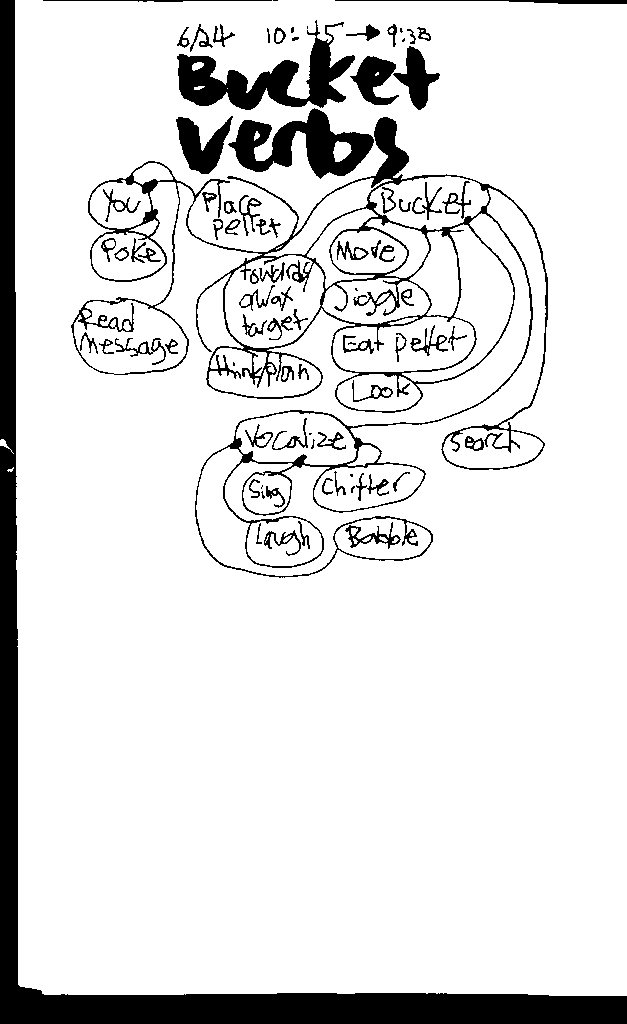 6/24 10:45→9:38
Bucket
verbs
You
Place
pellet
Bucket
Poke
Move
toward/
away
target
Jiggle
Read
Message
Eat pellet
think/plan
Look
Vocalize
Search
Sing
Chitter
Laugh
Babble